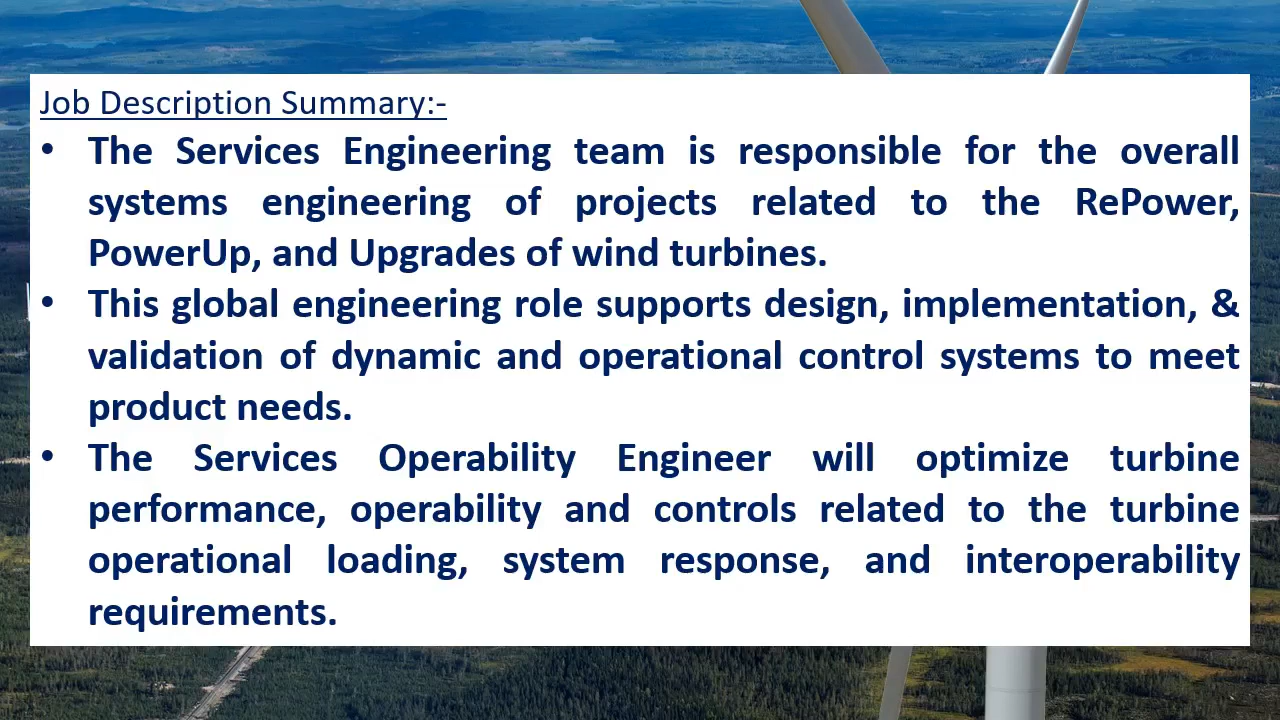 Job Description Summary:-
• The Services Engineering team is responsible for the overall
systems engineering of projects related to the RePower,
PowerUp, and Upgrades of wind turbines.
• This global engineering role supports design, implementation, &
validation of dynamic and operational control systems to meet
product needs.
• The Services Operability Engineer will optimize turbine
performance, operability and controls related to the turbine
operational loading, system response, and interoperability
requirements.